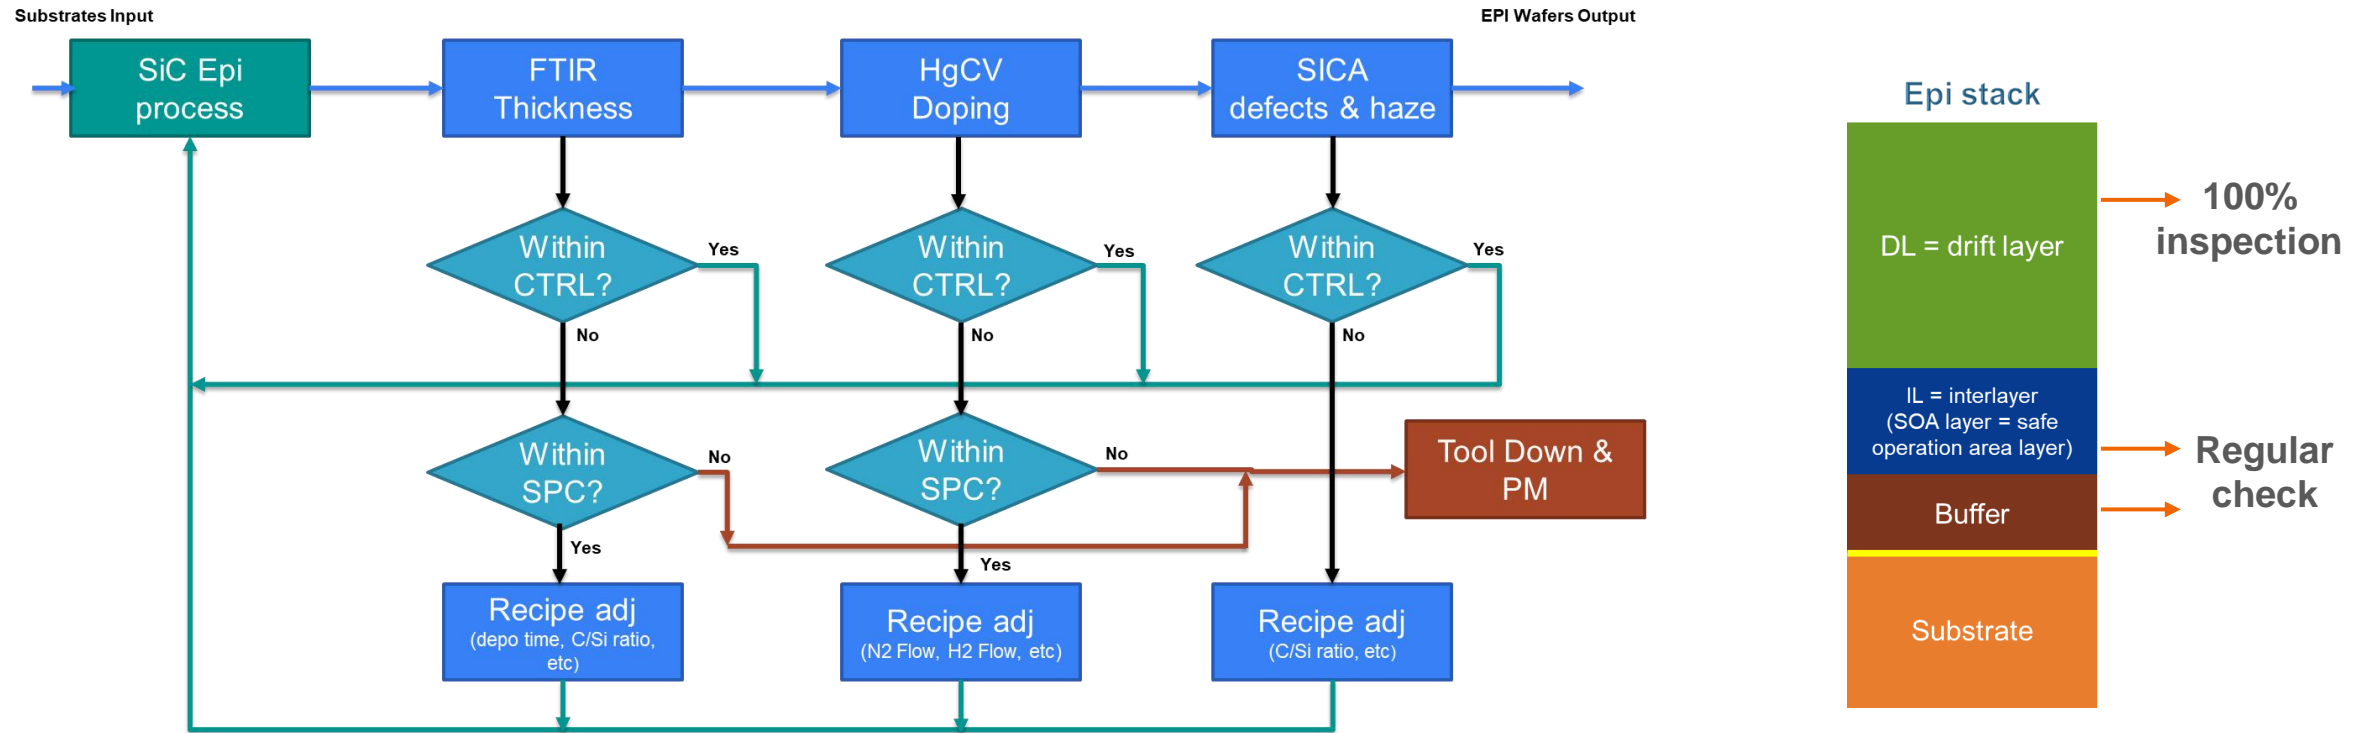 Substrates Input
EPI Wafers Output
SiC Epi
process
FTIR
Thickness
HgCV
Doping
SICA
defects & haze
Within
CTRL?
Yes
No
Within
CTRL?
Yes
No
Within
CTRL?
Yes
No
Within
SPC?
No
Yes
Within
SPC?
No
Yes
Tool Down &
PM
Recipe adj
(depo time, C/Si ratio,
etc)
Recipe adj
(N2 Flow, H2 Flow, etc)
Recipe adj
(C/Si ratio, etc)
Epi stack
DL = drift layer
100%
inspection
IL = interlayer
(SOA layer = safe
operation area layer)
Buffer
Regular
check
Substrate